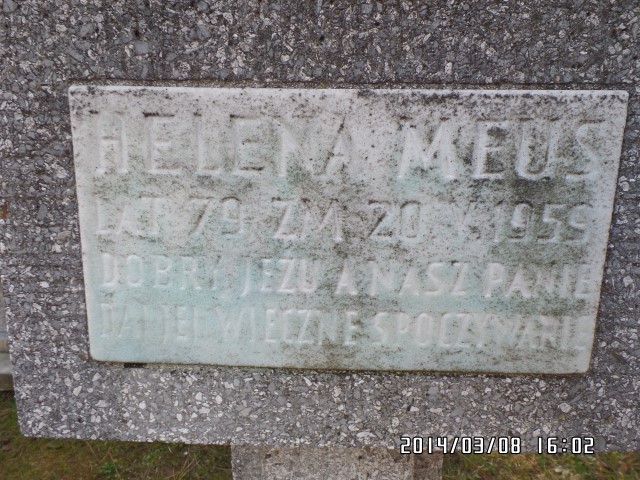 HELENA MEUS
LAT 79 ZM 20 V 1959
DOBRY JEZU A NASZ PANIE
DAJ JEJ WIECZNE SPOCZYWANIE
2014/03/08 16:02